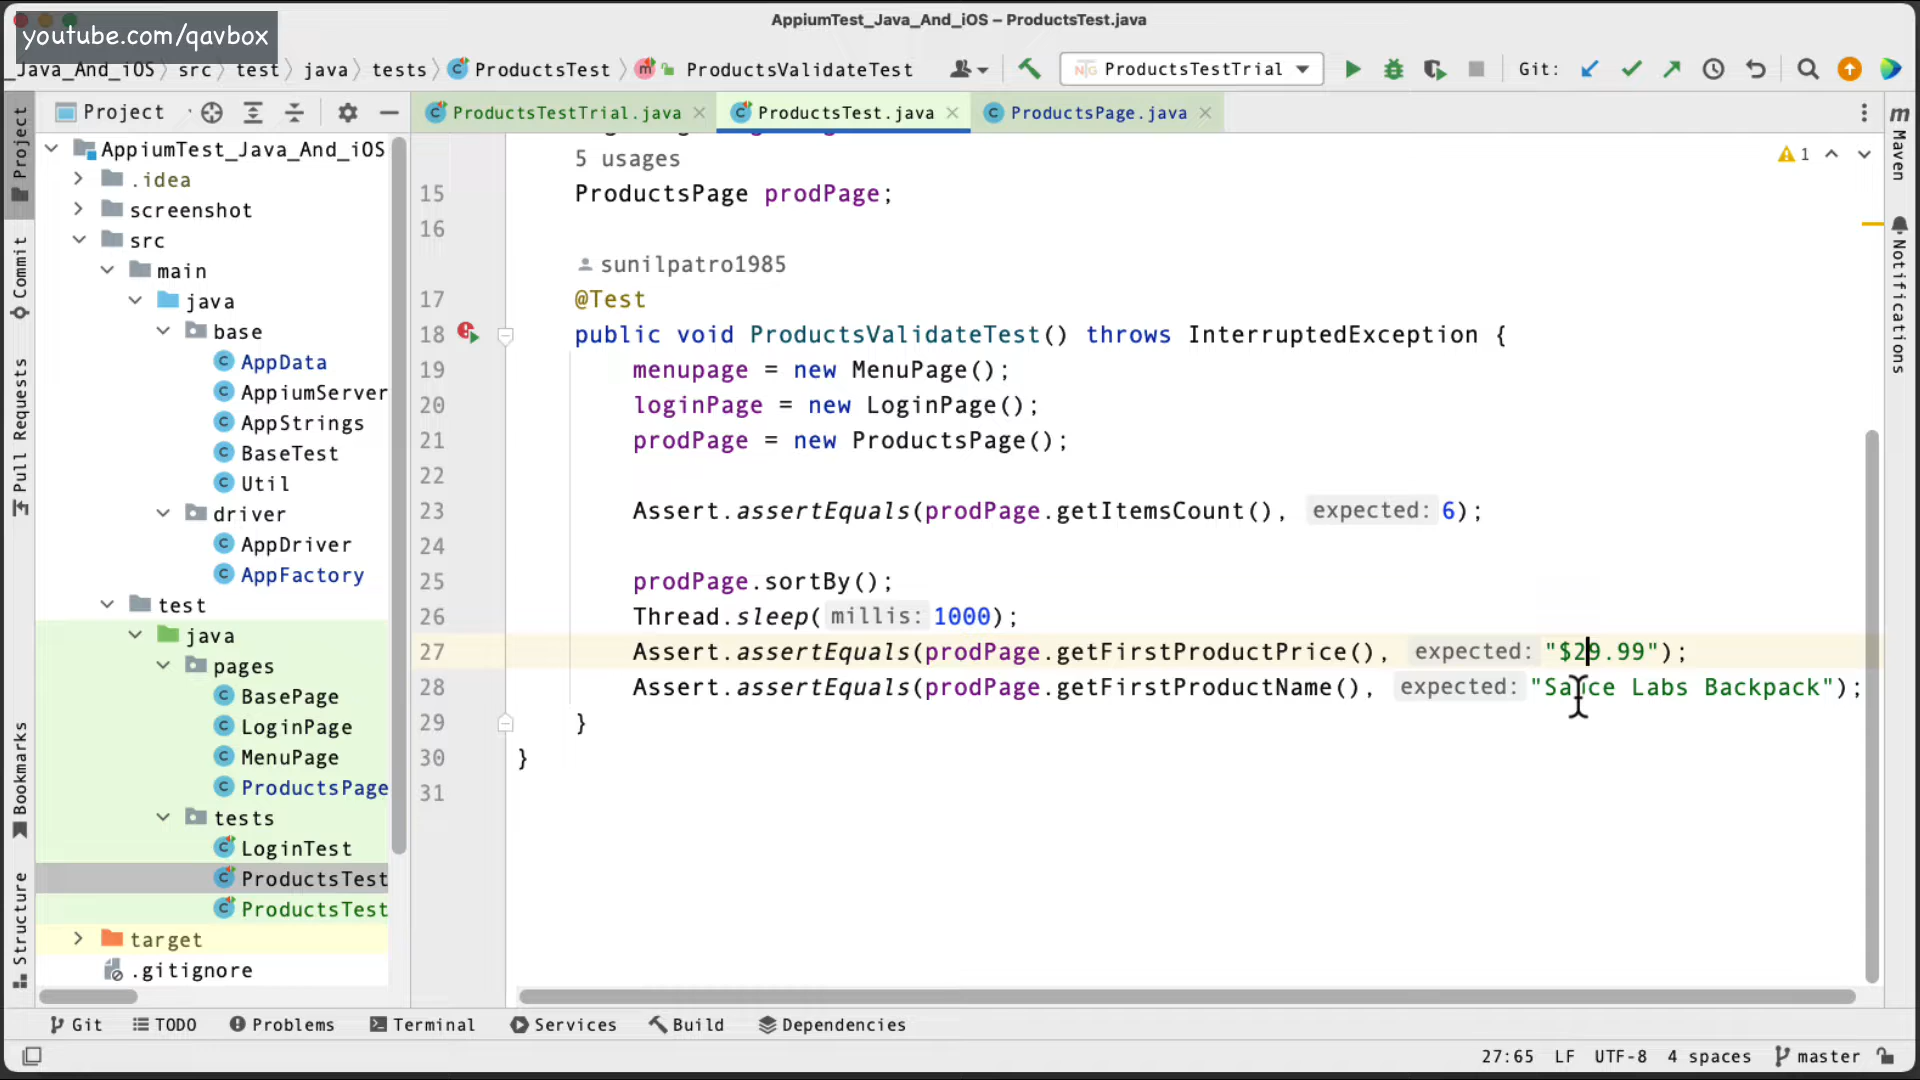 AppiumTest_Java_And_iOS – ProductsTest.java
youtube.com/qavbox
_Java_And_iOS
src
test
java
tests
ProductsTest
ProductsValidateTest
ProductsTestTrial
Git:
Project
ProductsTestTrial.java
ProductsTest.java
ProductsPage.java
Project
Commit
Pull Requests
Bookmarks
Structure
AppiumTest_Java_And_iOS
.idea
screenshot
src
main
java
base
AppData
AppiumServer
AppStrings
BaseTest
Util
driver
AppDriver
AppFactory
test
java
pages
BasePage
LoginPage
MenuPage
ProductsPage
tests
LoginTest
ProductsTest
ProductsTest
target
.gitignore
5 usages
1
15 ProductsPage prodPage;
16
sunilpatro1985
17 @Test
18 public void ProductsValidateTest() throws InterruptedException {
19 menupage = new MenuPage();
20 loginPage = new LoginPage();
21 prodPage = new ProductsPage();
22
23 Assert.assertEquals(prodPage.getItemsCount(), expected: 6);
24
25 prodPage.sortBy();
26 Thread.sleep( millis: 1000);
27 Assert.assertEquals(prodPage.getFirstProductPrice(), expected: "$29.99");
28 Assert.assertEquals(prodPage.getFirstProductName(), expected: "Sauce Labs Backpack");
29 }
30 }
31
m
Maven
Notifications
Git
TODO
Problems
Terminal
Services
Build
Dependencies
27:65
LF
UTF-8
4 spaces
master